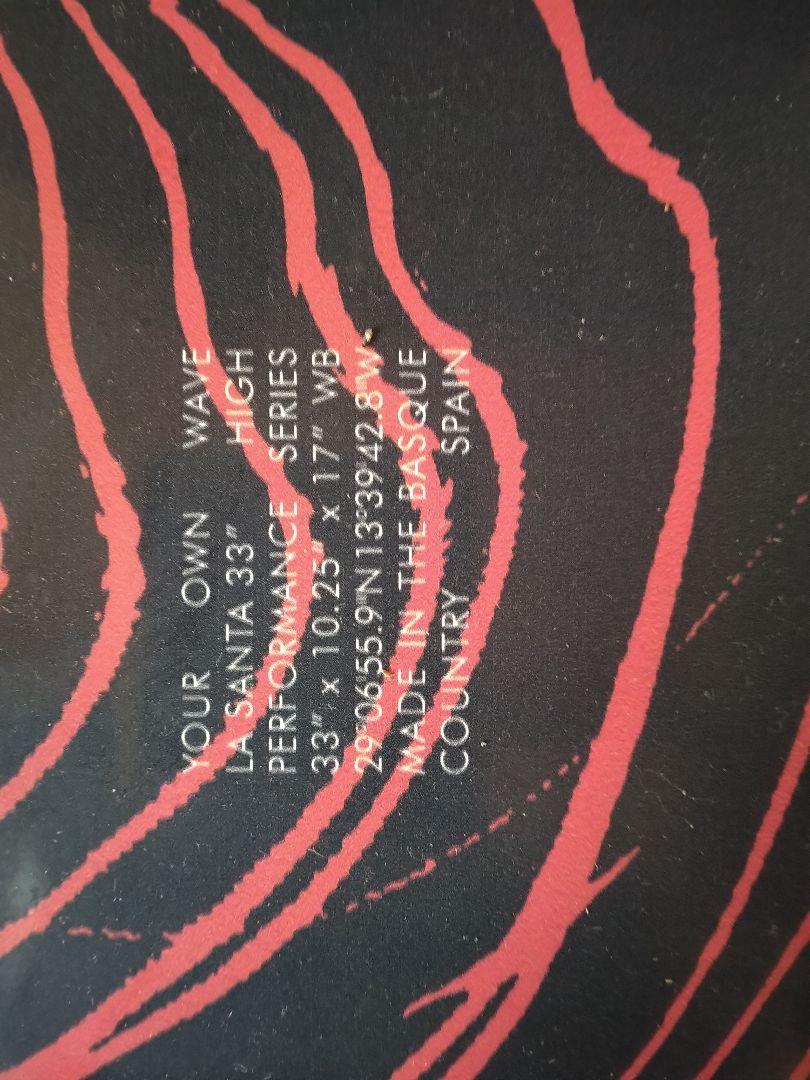 YOUR OWN WAVE
LA SANTA 33" HIGH
PERFORMANCE SERIES
33" x 10.25" x 17" WB
29°06'55.9"N13°39'42.8"W
MADE IN THE BASQUE
COUNTRY SPAIN